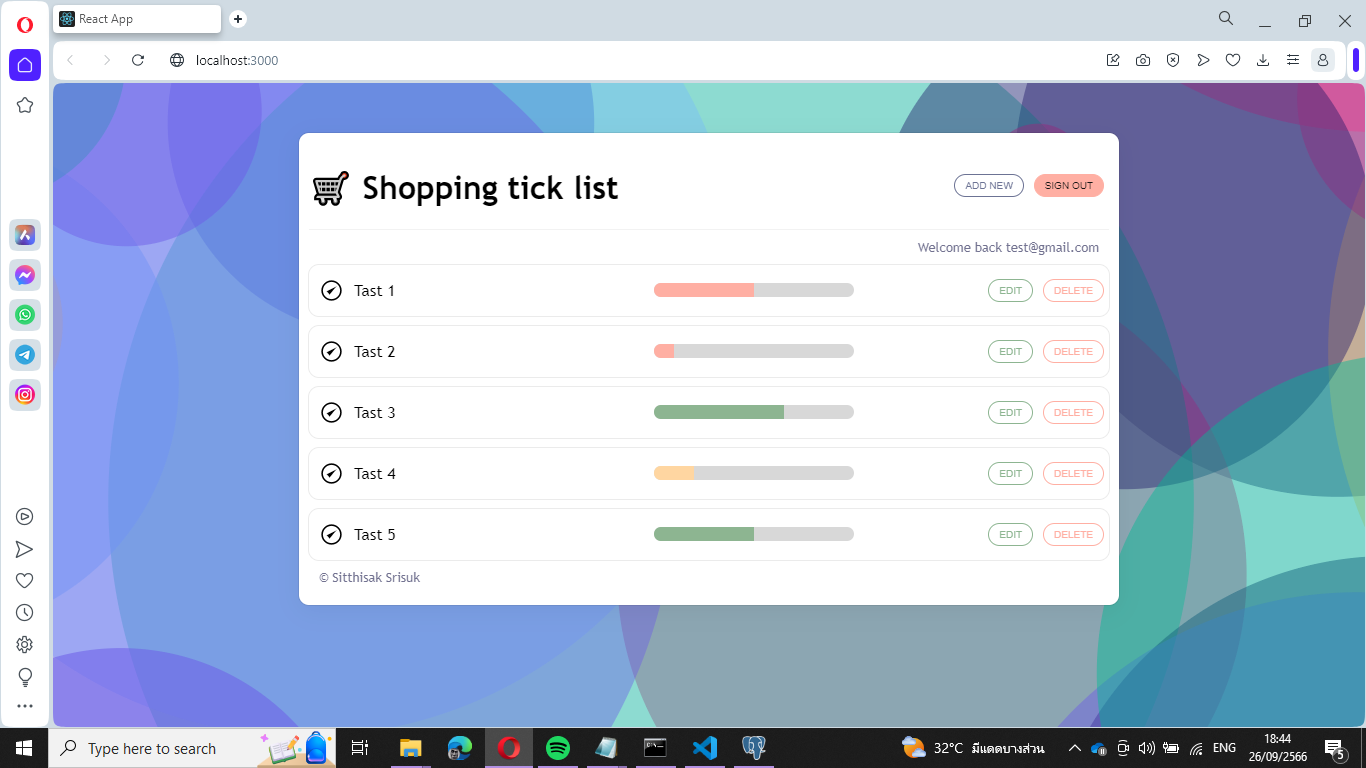 React App
localhost:3000
Shopping tick list
ADD NEW
SIGN OUT
Welcome back test@gmail.com
Tast 1
EDIT
DELETE
Tast 2
EDIT
DELETE
Tast 3
EDIT
DELETE
Tast 4
EDIT
DELETE
Tast 5
EDIT
DELETE
© Sitthisak Srisuk
Type here to search
32°C มีแดดบางส่วน
ENG
18:44
26/09/2566
5